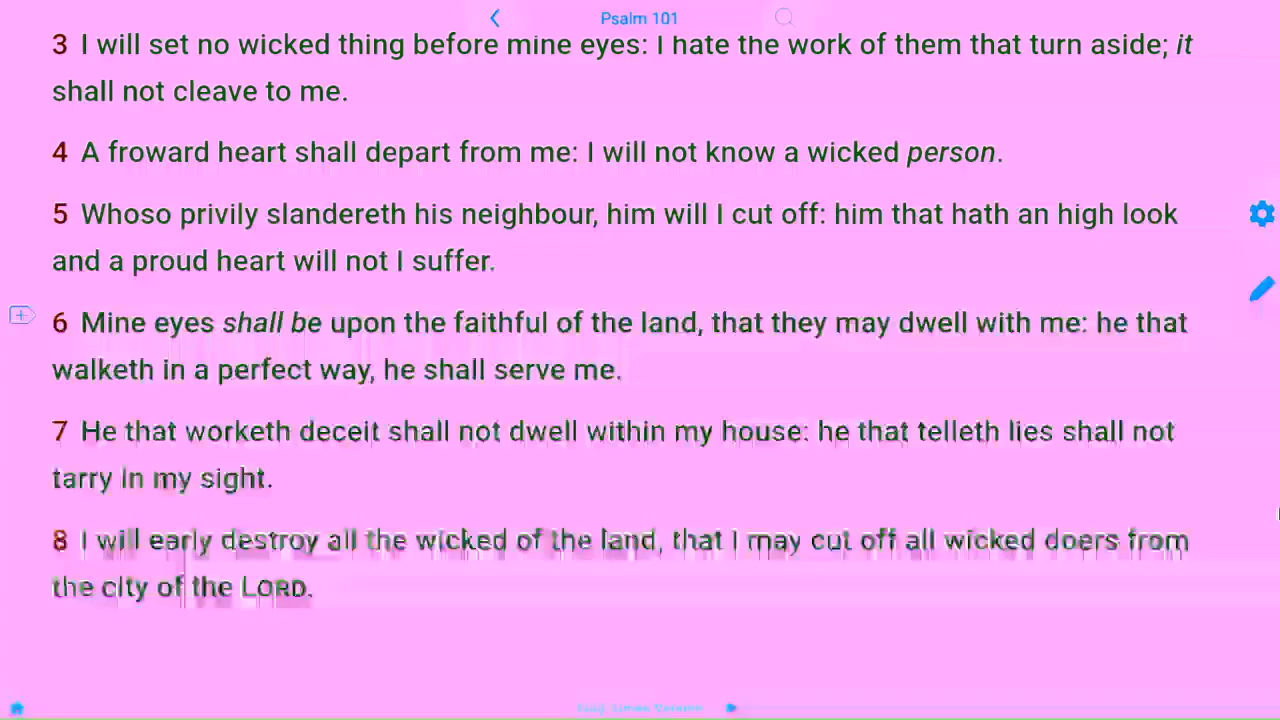 Psalm 101
3 I will set no wicked thing before mine eyes: I hate the work of them that turn aside; it
shall not cleave to me.
4 A froward heart shall depart from me: I will not know a wicked person.
5 Whoso privily slandereth his neighbour, him will I cut off: him that hath an high look
and a proud heart will not I suffer.
6 Mine eyes shall be upon the faithful of the land, that they may dwell with me: he that
walketh in a perfect way, he shall serve me.
7 He that worketh deceit shall not dwell within my house: he that telleth lies shall not
tarry in my sight.
8 I will early destroy all the wicked of the land, that I may cut off all wicked doers from
the city of the LORD.